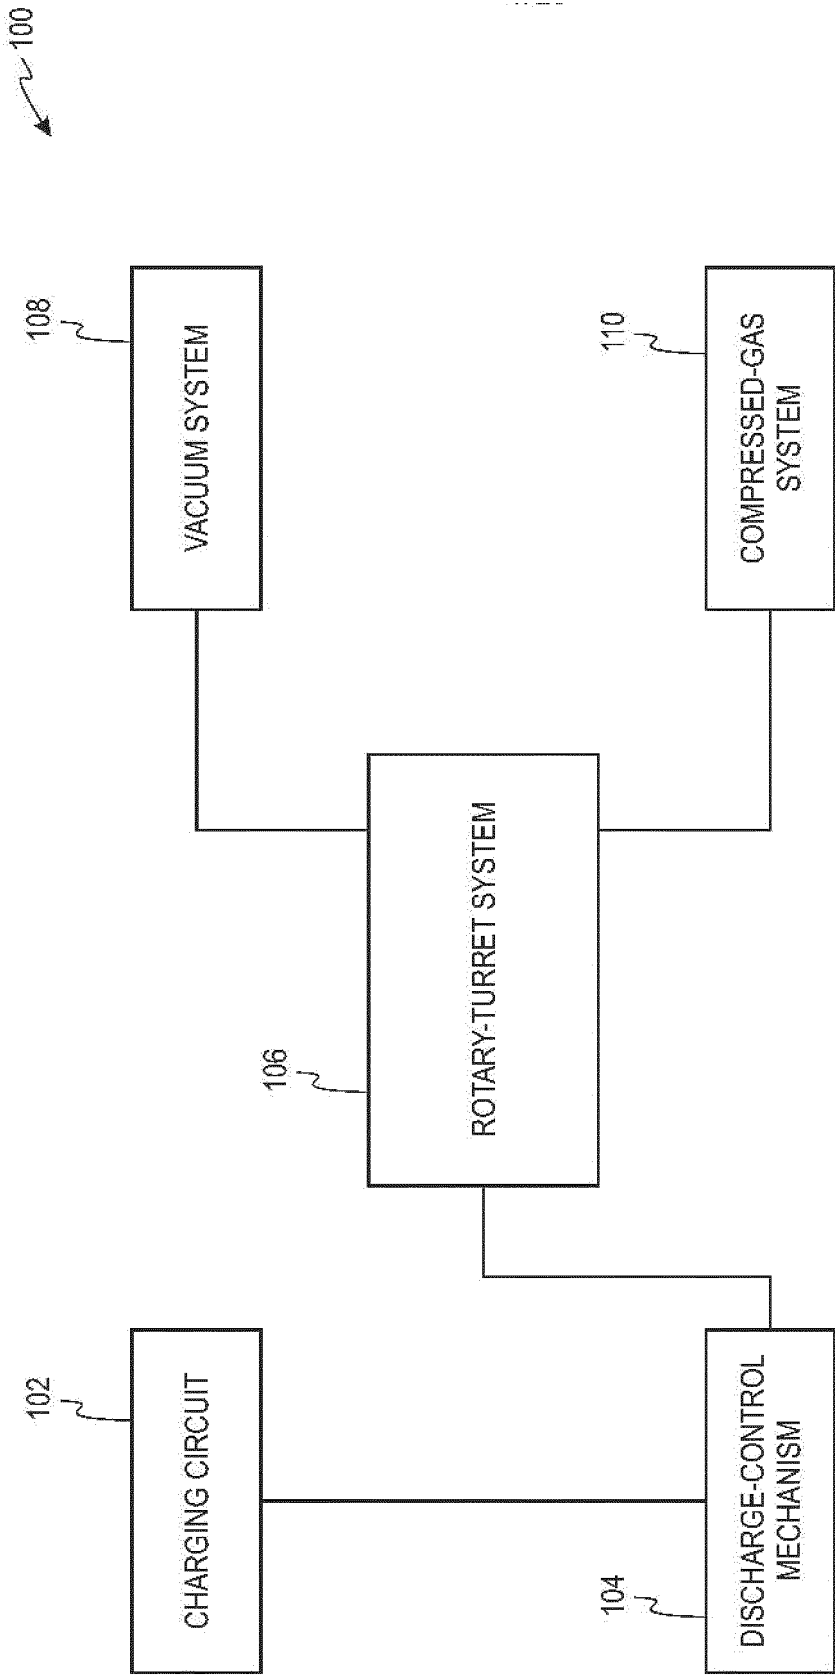 100
102
CHARGING CIRCUIT
108
VACUUM SYSTEM
106
ROTARY-TURRET SYSTEM
104
DISCHARGE-CONTROL
MECHANISM
110
COMPRESSED-GAS
SYSTEM